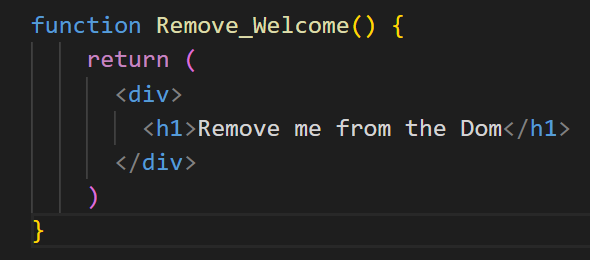 function Remove_Welcome() {
return (
<div>
<h1>Remove me from the Dom</h1>
</div>
)
}